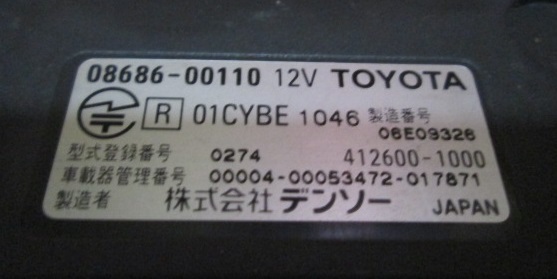 08686-00110 12V TOYOTA
R 01CYBE 1046 製造番号
06E09326
型式登録番号 0274 412600-1000
車載器管理番号 00004-00053472-017871
製造者 株式会社 デンソー JAPAN